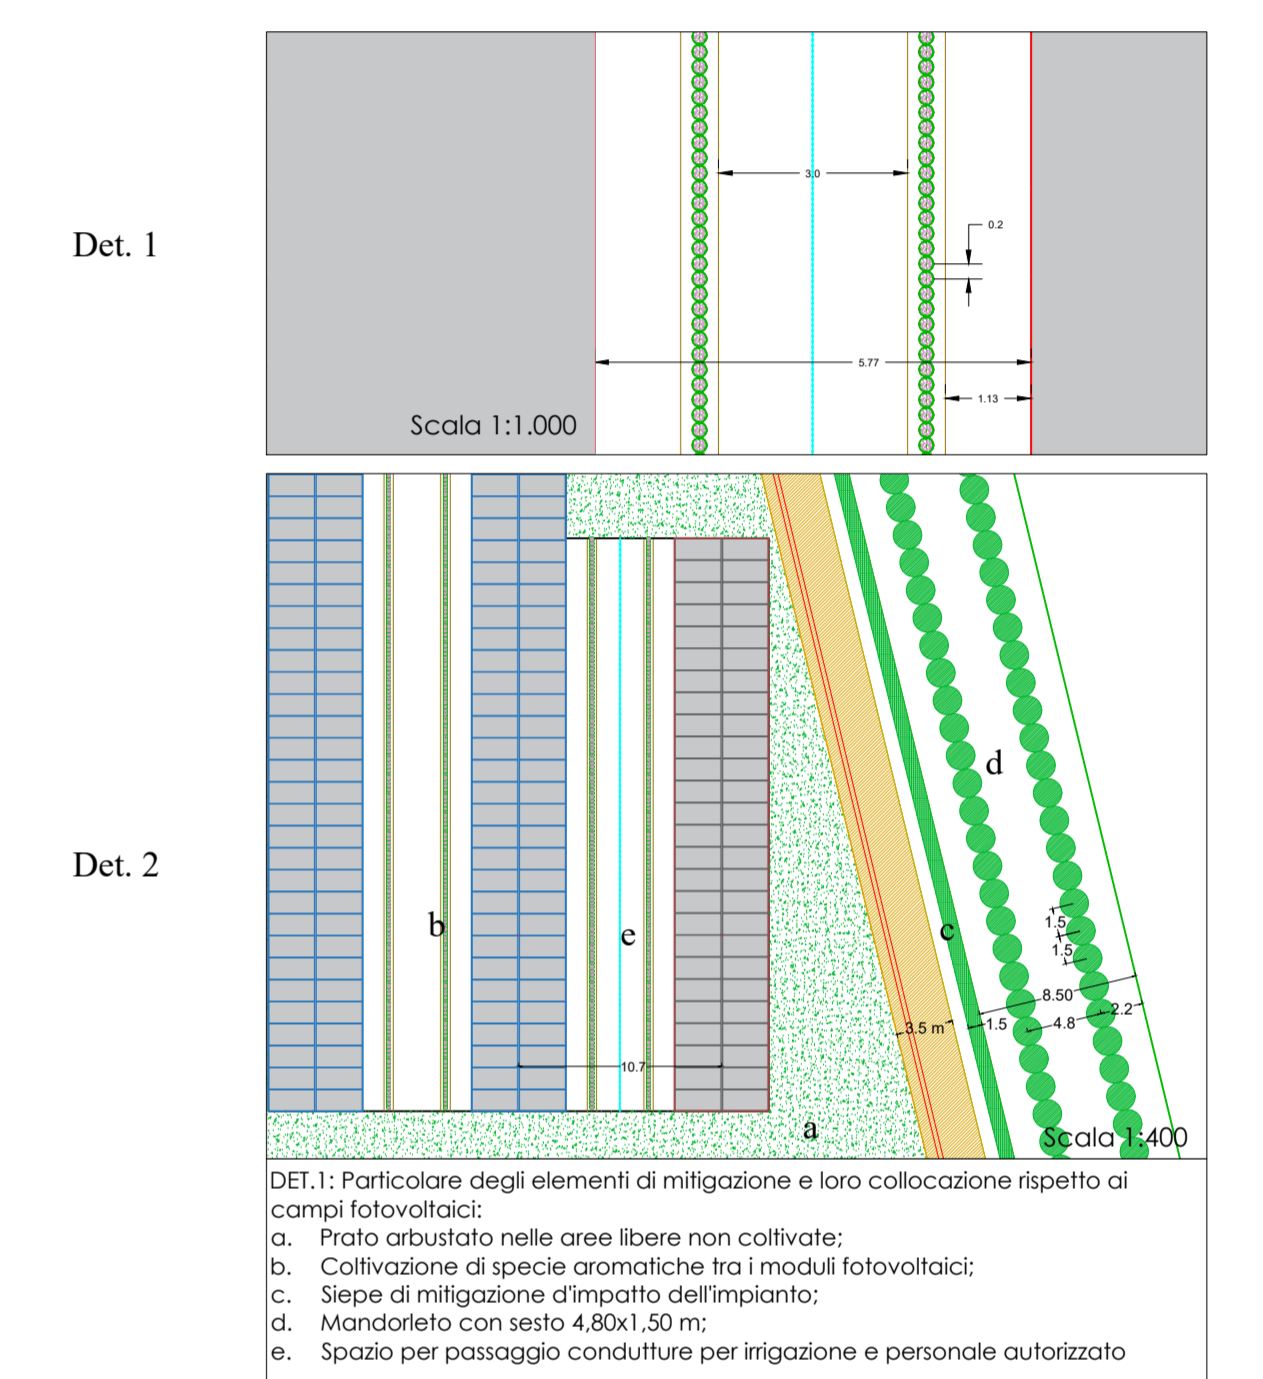 3.0
0.2
Det. 1
5.77
1.13
Scala 1:1.000
d
Det. 2
1.5
b
e
c
1.5
8.50
2.2
3.5 m
1.5
4.8
10.7
a
Scala 1:400
DET.1: Particolare degli elementi di mitigazione e loro collocazione rispetto ai
campi fotovoltaici:
a. Prato arbustato nelle aree libere non coltivate;
b. Coltivazione di specie aromatiche tra i moduli fotovoltaici;
c. Siepe di mitigazione d'impatto dell'impianto;
d. Mandorleto con sesto 4,80x1,50 m;
e. Spazio per passaggio condutture per irrigazione e personale autorizzato